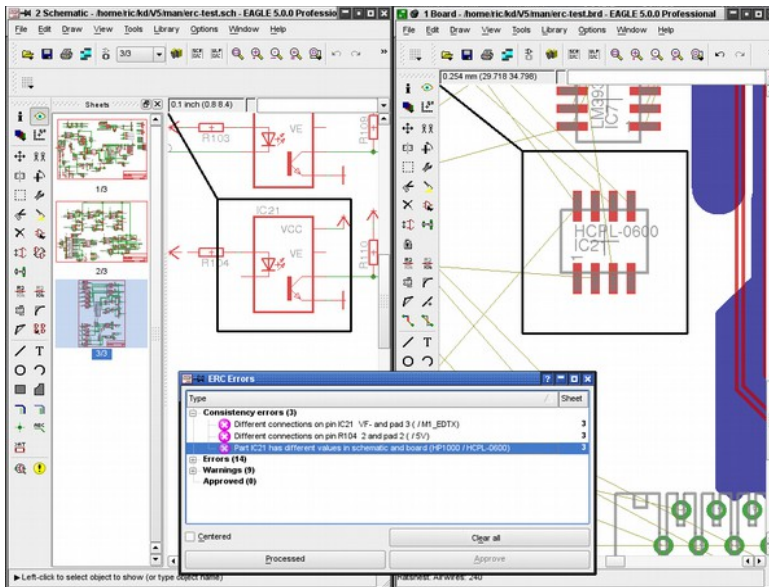 2 Schematic - /home/ric/kd/V5/man/erc-test.sch - EAGLE 5.0.0 Professio
File Edit Draw View Tools Library Options Window Help
3/3
Sheets
0.1 inch (0.8 8.4)
1/3
2/3
3/3
R103
VE
R109
IC21
VCC
R104
VE
R110
Left-click to select object to show (or type object name)
1 Board - /home/ric/kd/V5/man/erc-test.brd - EAGLE 5.0.0 Professional
File Edit Draw View Tools Library Options Window Help
0.254 mm (29.718 34.798)
LM393
IC7
HCPL-0600
IC21
1
Ratsnest: Airwires: 240
ERC Errors
Type Sheet
Consistency errors (3)
Different connections on pin IC21 VF- and pad 3 ( / M1_EDTX) 3
Different connections on pin R104 2 and pad 2 ( / 5V) 3
Part IC21 has different values in schematic and board (HP1000 / HCPL-0600) 3
Errors (14)
Warnings (9)
Approved (0)
Centered
Clear all
Processed
Approve